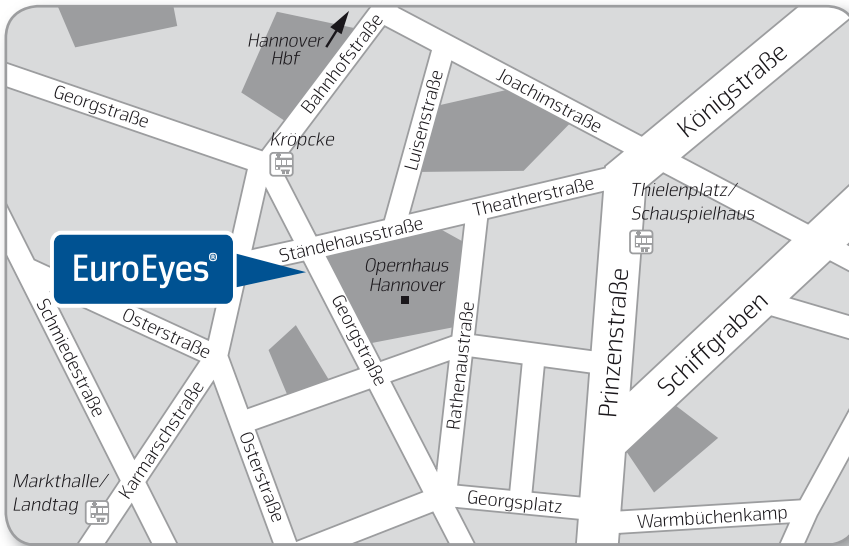 Hannover
Hbf
Bahnhofstraße
Joachimstraße
Königstraße
Georgstraße
Luisenstraße
Kröpcke
Theatherstraße
Thielenplatz/
Schauspielhaus
Ständehausstraße
EuroEyes®
Opernhaus
Hannover
Georgstraße
Osterstraße
Schmiedestraße
Rathenaustraße
Prinzenstraße
Schiffgraben
Karmarschstraße
Osterstraße
Markthalle/
Landtag
Georgsplatz
Warmbüchenkamp